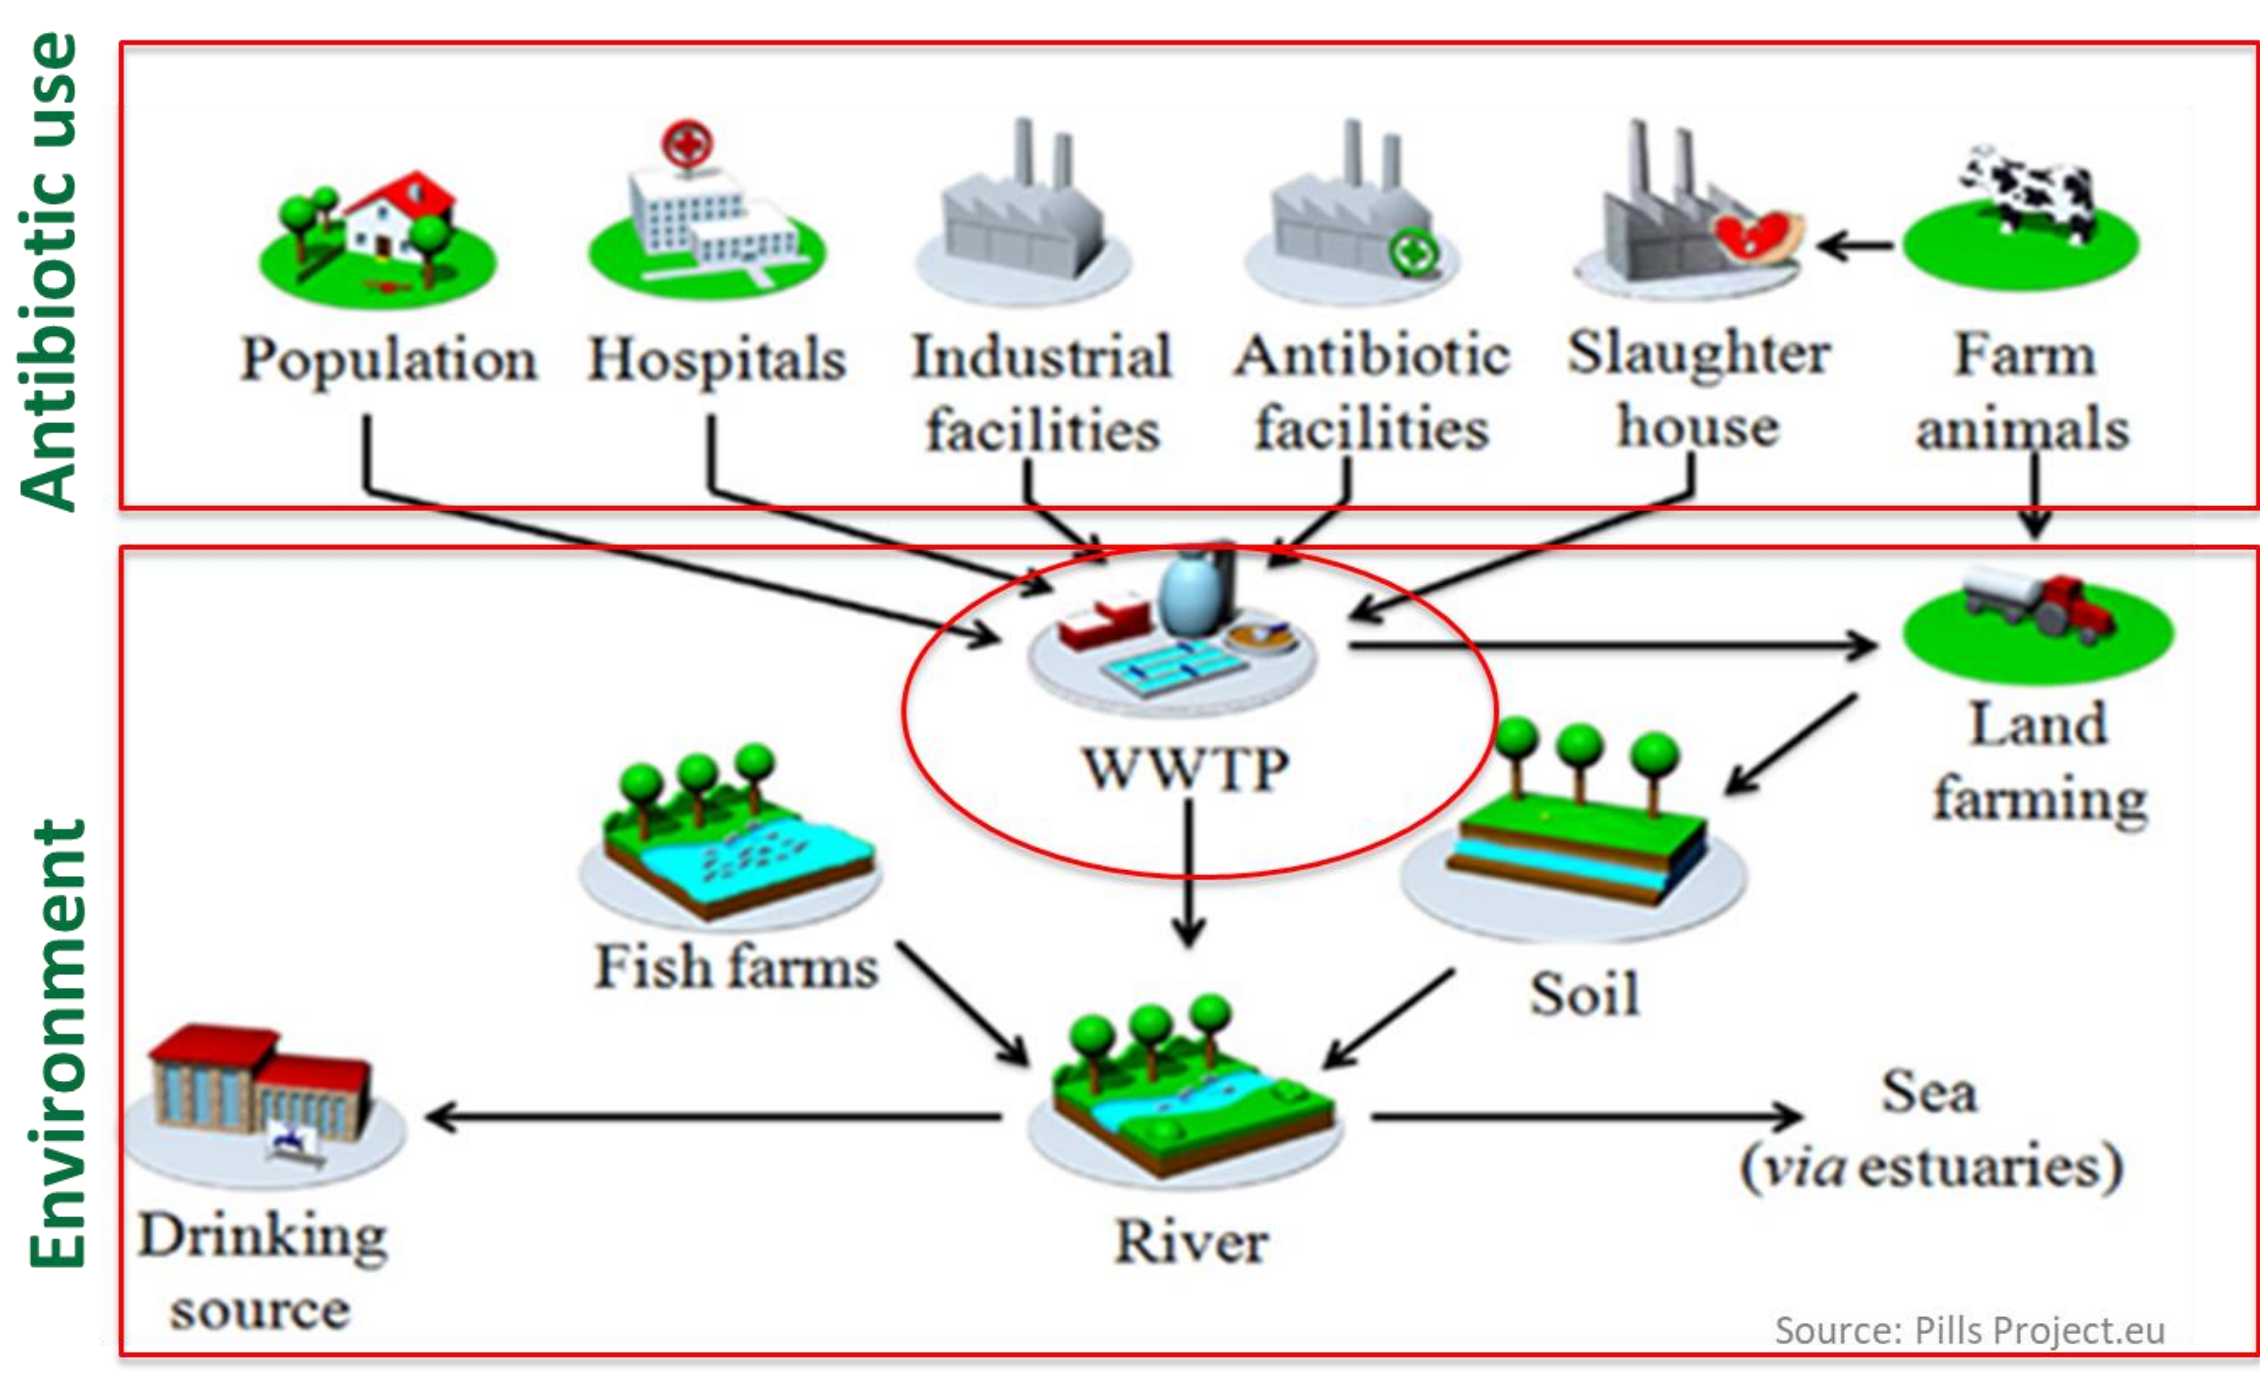 Antibiotic use
Population
Hospitals
Industrial
facilities
Antibiotic
facilities
Slaughter
house
Farm
animals
Environment
WWTP
Land
farming
Fish farms
Soil
River
Sea
(via estuaries)
Drinking
source
Source: Pills Project.eu